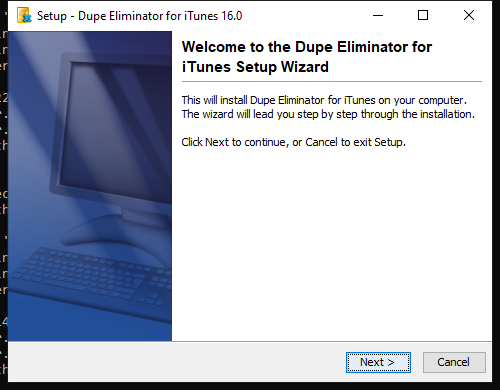 Setup - Dupe Eliminator for iTunes 16.0
Welcome to the Dupe Eliminator for
iTunes Setup Wizard
This will install Dupe Eliminator for iTunes on your computer.
The wizard will lead you step by step through the installation.
Click Next to continue, or Cancel to exit Setup.
Next >
Cancel